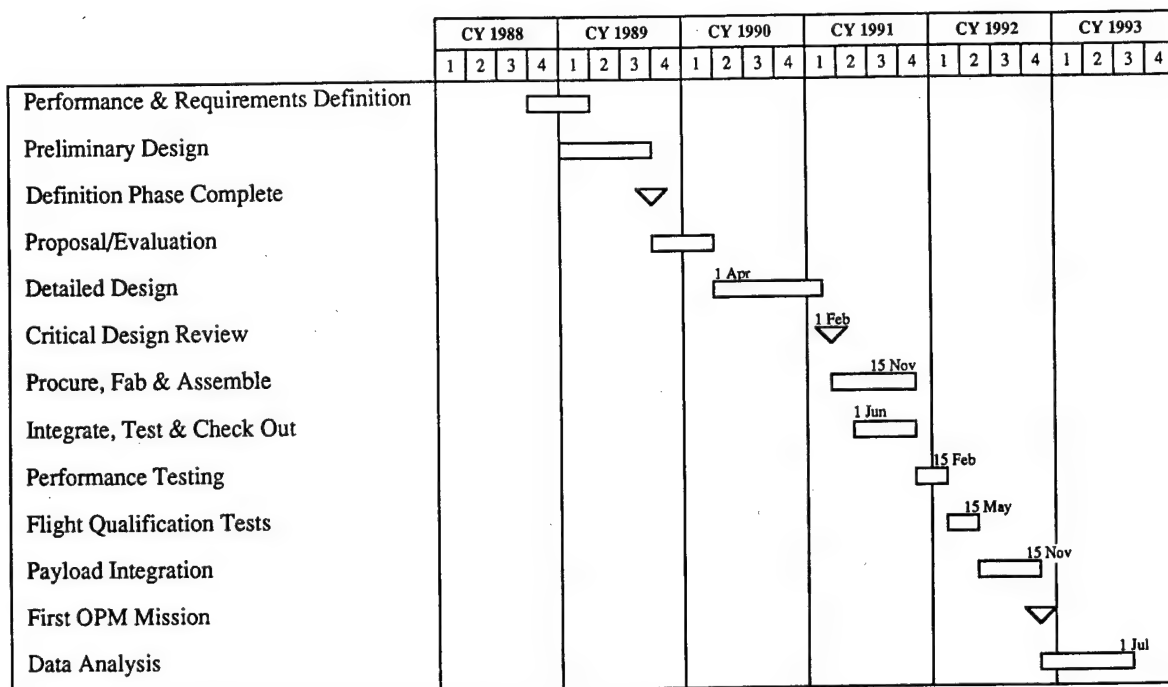 CY 1988 CY 1989 CY 1990 CY 1991 CY 1992 CY 1993
1 2 3 4 1 2 3 4 1 2 3 4 1 2 3 4 1 2 3 4 1 2 3 4
Performance & Requirements Definition
Preliminary Design
Definition Phase Complete
Proposal/Evaluation
Detailed Design 1 Apr
Critical Design Review 1 Feb
Procure, Fab & Assemble 15 Nov
Integrate, Test & Check Out 1 Jun
Performance Testing 15 Feb
Flight Qualification Tests 15 May
Payload Integration 15 Nov
First OPM Mission
Data Analysis 1 Jul